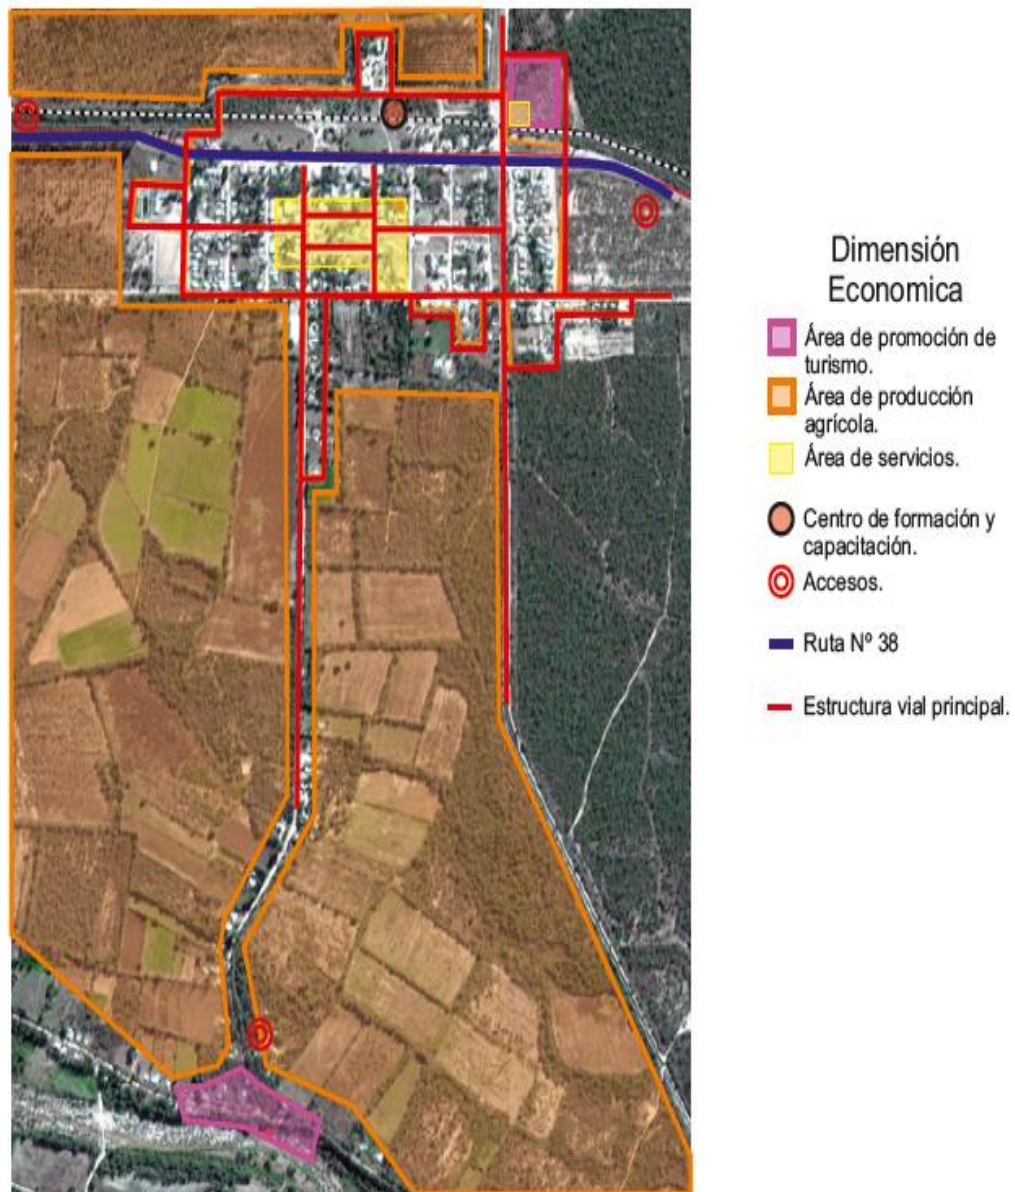 Dimensión
Economica
Área de promoción de
turismo.
Área de producción
agrícola.
Área de servicios.
Centro de formación y
capacitación.
Accesos.
Ruta Nº 38
Estructura vial principal.